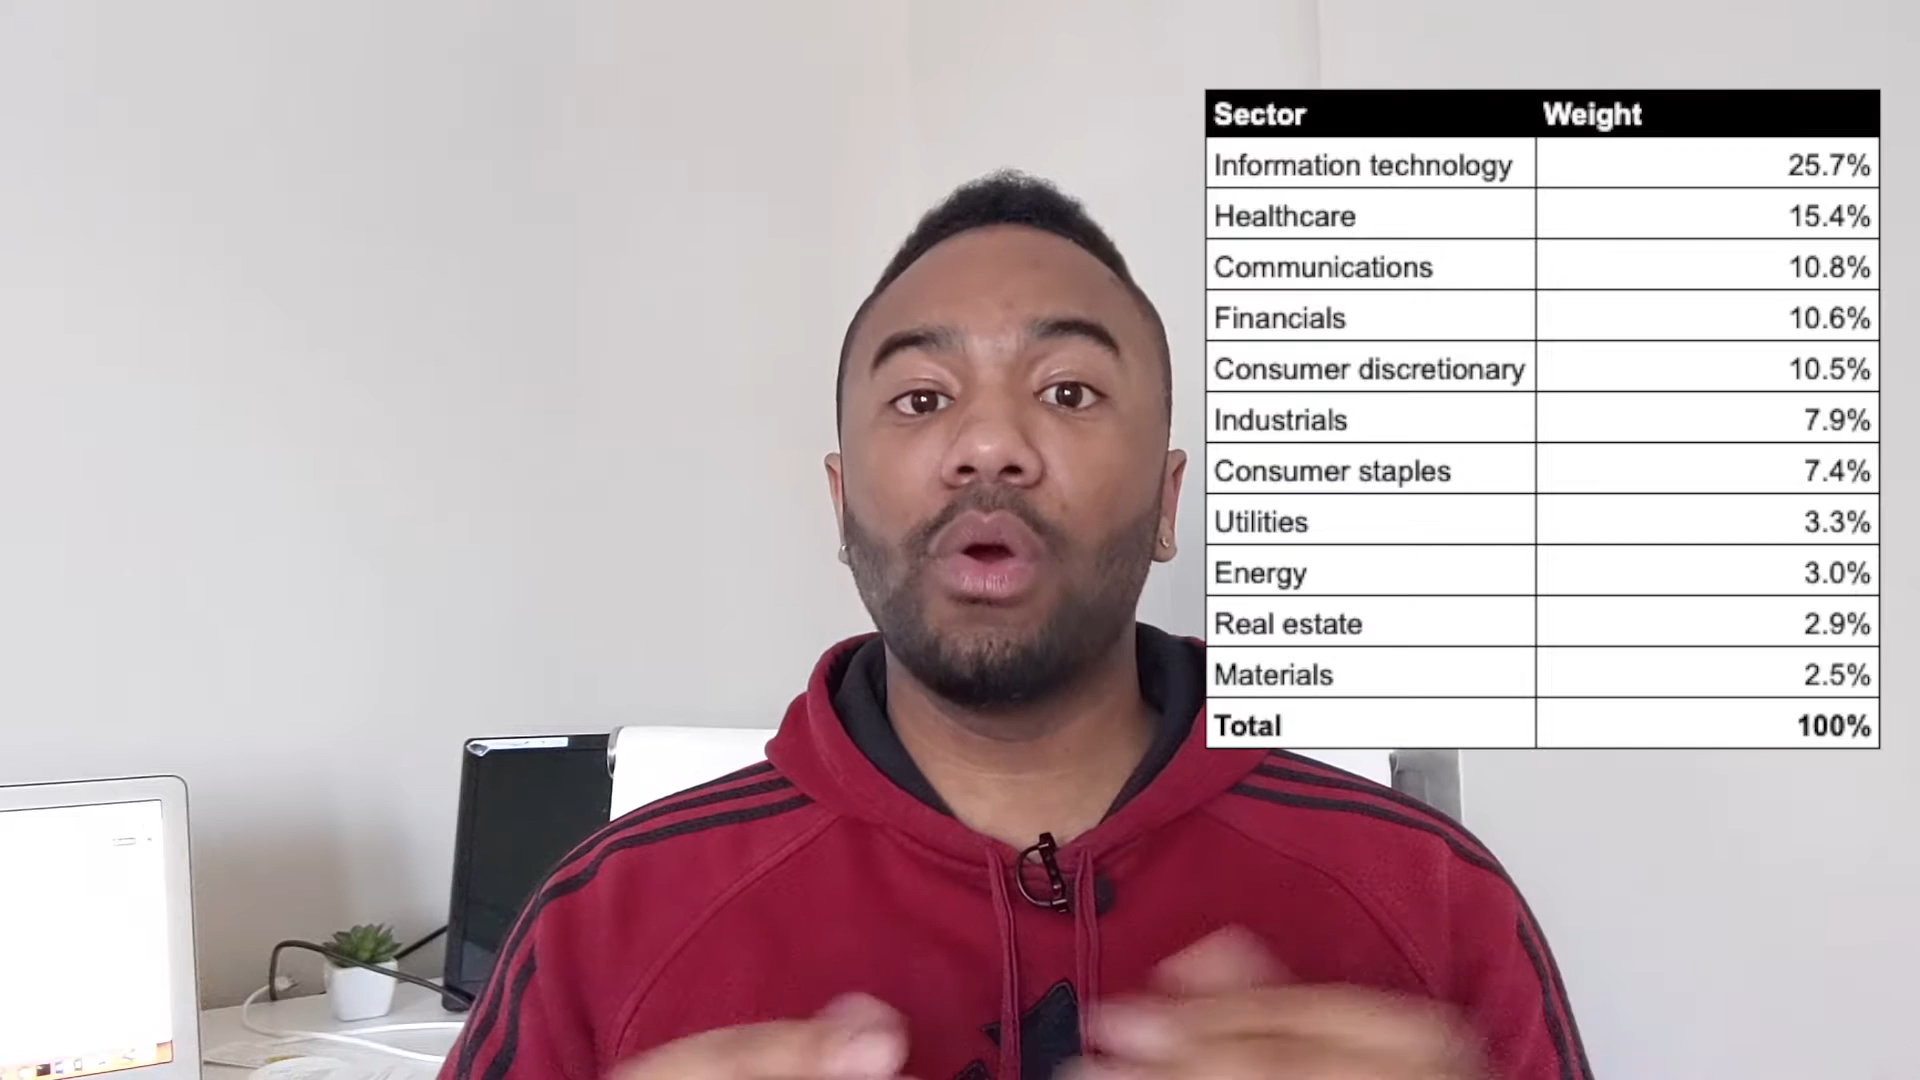 Sector Weight
Information technology 25.7%
Healthcare 15.4%
Communications 10.8%
Financials 10.6%
Consumer discretionary 10.5%
Industrials 7.9%
Consumer staples 7.4%
Utilities 3.3%
Energy 3.0%
Real estate 2.9%
Materials 2.5%
Total 100%